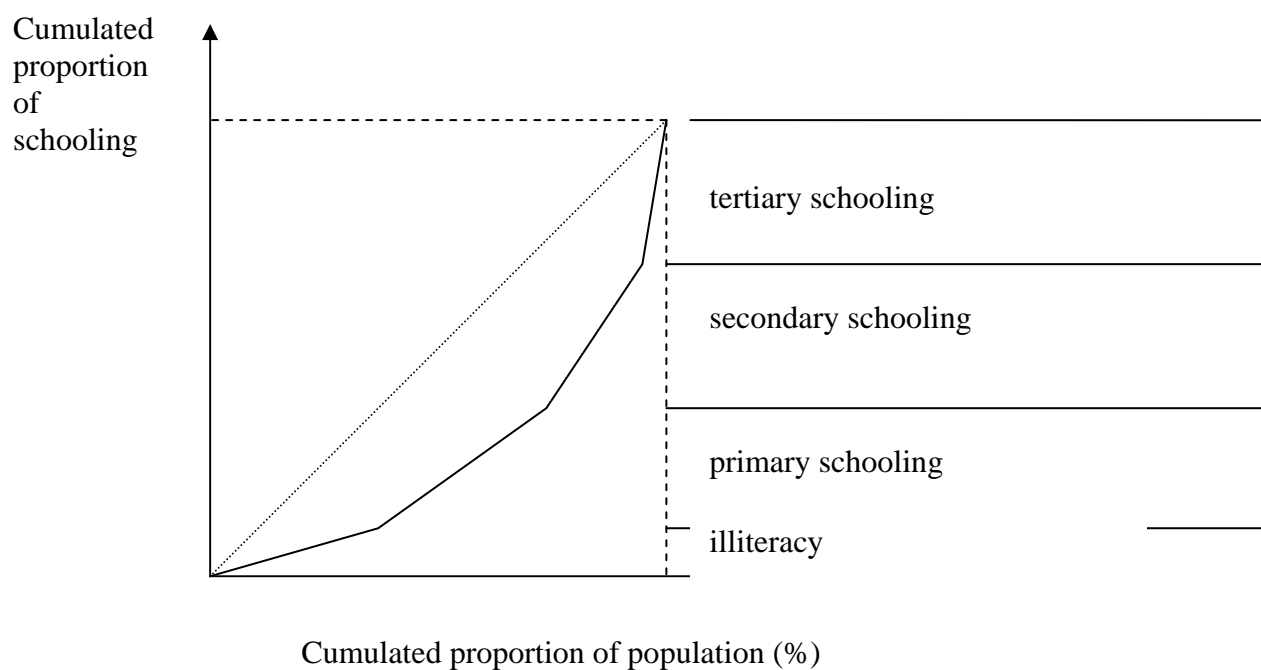 Cumulated
proportion
of
schooling
tertiary schooling
secondary schooling
primary schooling
illiteracy
Cumulated proportion of population (%)